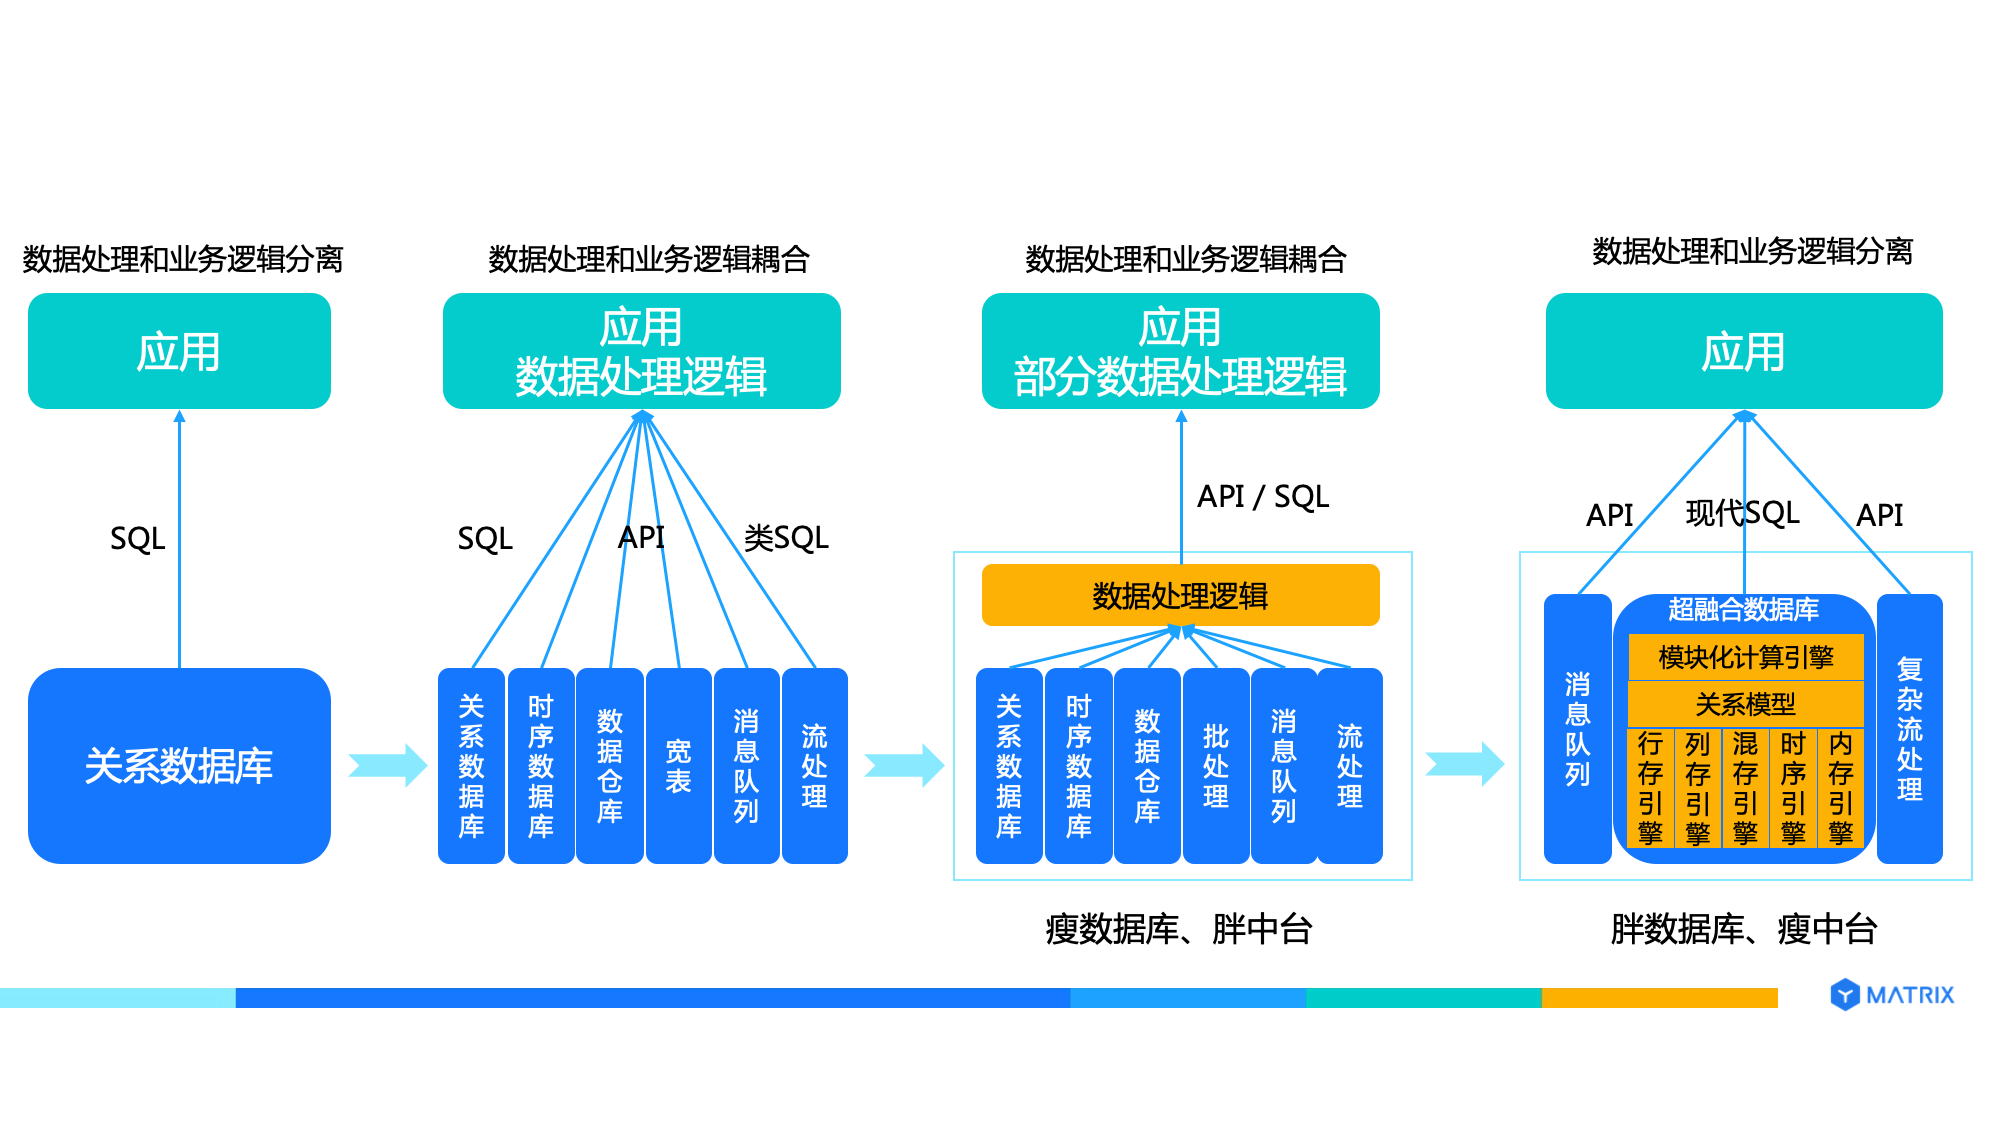 数据处理和业务逻辑分离
应用
SQL
关系数据库
数据处理和业务逻辑耦合
应用
数据处理逻辑
SQL
API
类SQL
关系数据库
时序数据库
数据仓库
宽表
消息队列
流处理
数据处理和业务逻辑耦合
应用
部分数据处理逻辑
API / SQL
数据处理逻辑
关系数据库
时序数据库
数据仓库
批处理
消息队列
流处理
瘦数据库、胖中台
数据处理和业务逻辑分离
应用
API
现代SQL
API
消息队列
超融合数据库
模块化计算引擎
关系模型
行存引擎
列存引擎
混存引擎
时序引擎
内存引擎
复杂流处理
胖数据库、瘦中台
MATRIX